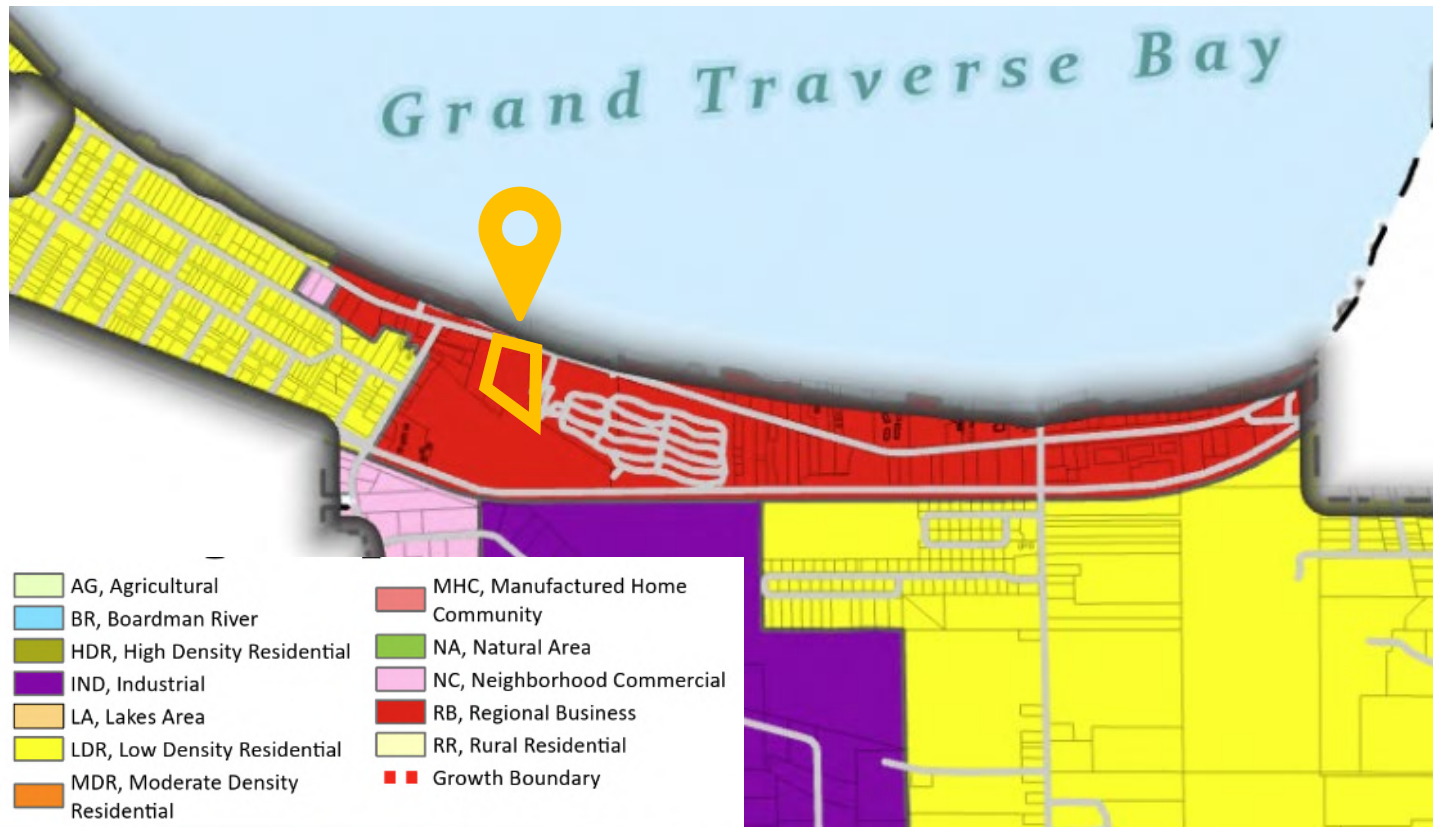 Grand Traverse Bay
AG, Agricultural
BR, Boardman River
HDR, High Density Residential
IND, Industrial
LA, Lakes Area
LDR, Low Density Residential
MDR, Moderate Density
Residential
MHC, Manufactured Home
Community
NA, Natural Area
NC, Neighborhood Commercial
RB, Regional Business
RR, Rural Residential
Growth Boundary